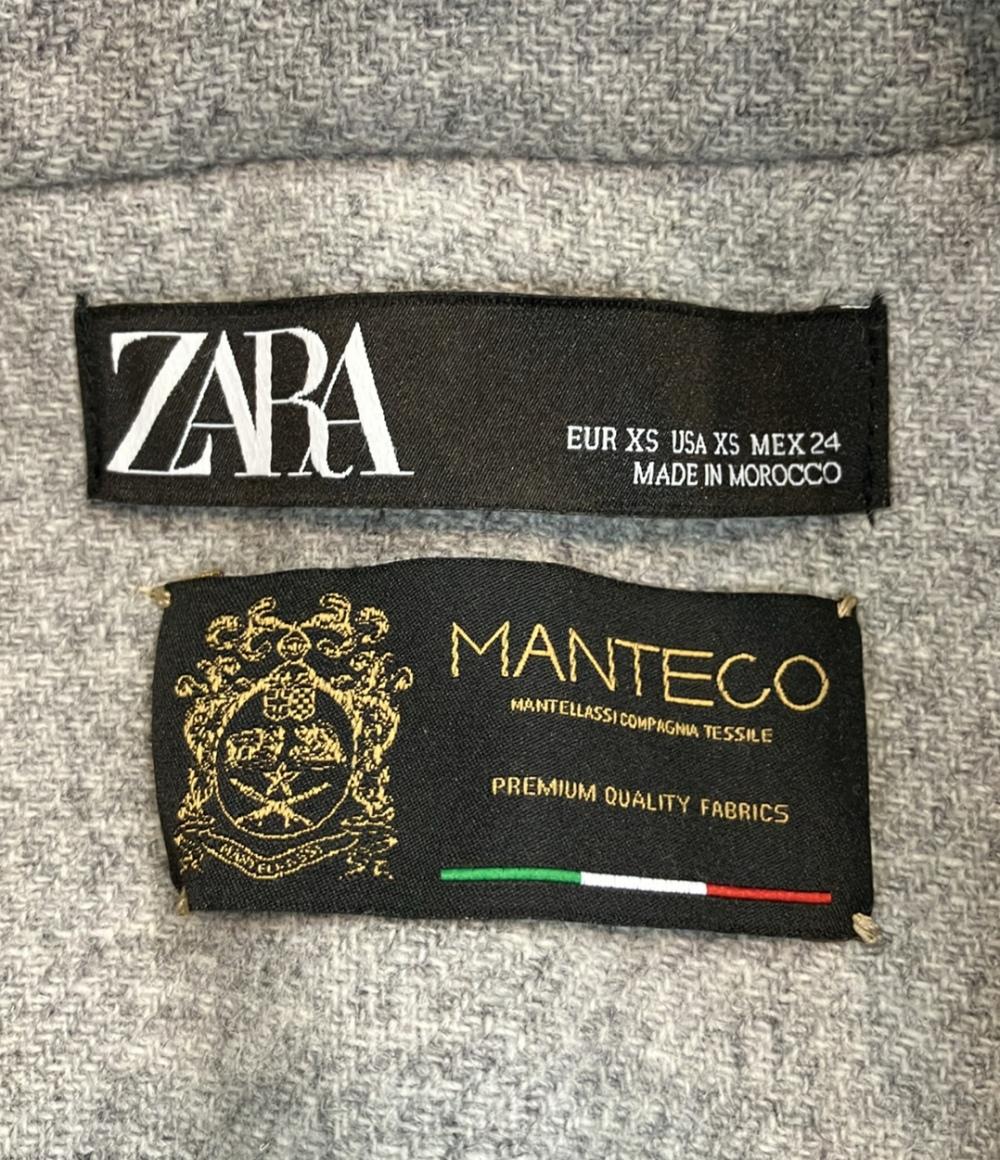 ZARA
EUR XS USA XS MEX 24
MADE IN MOROCCO
MANTECO
MANTELLASSI COMPAGNIA TESSILE
PREMIUM QUALITY FABRICS